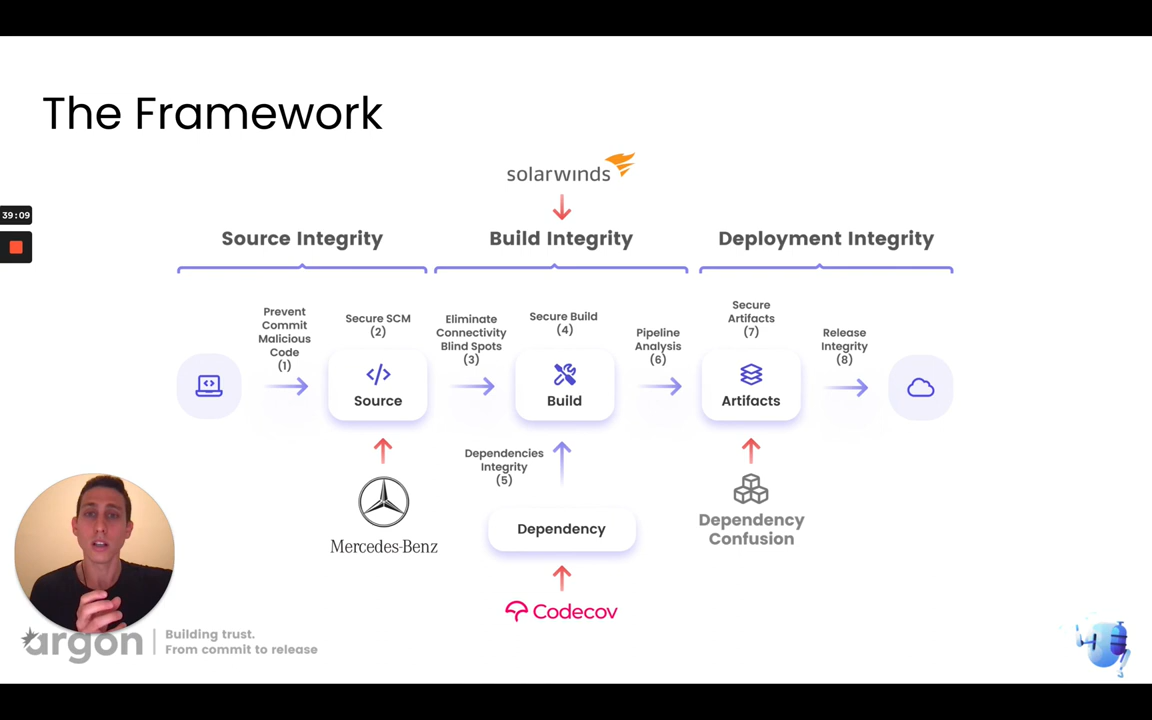 The Framework
solarwinds
39:09
Source Integrity
Build Integrity
Deployment Integrity
Prevent
Commit
Malicious
Code
(1)
Secure SCM
(2)
Eliminate
Connectivity
Blind Spots
(3)
Secure Build
(4)
Pipeline
Analysis
(6)
Secure
Artifacts
(7)
Release
Integrity
(8)
Source
Build
Artifacts
Dependencies
Integrity
(5)
Mercedes-Benz
Dependency
Dependency
Confusion
Codecov
argon
Building trust.
From commit to release